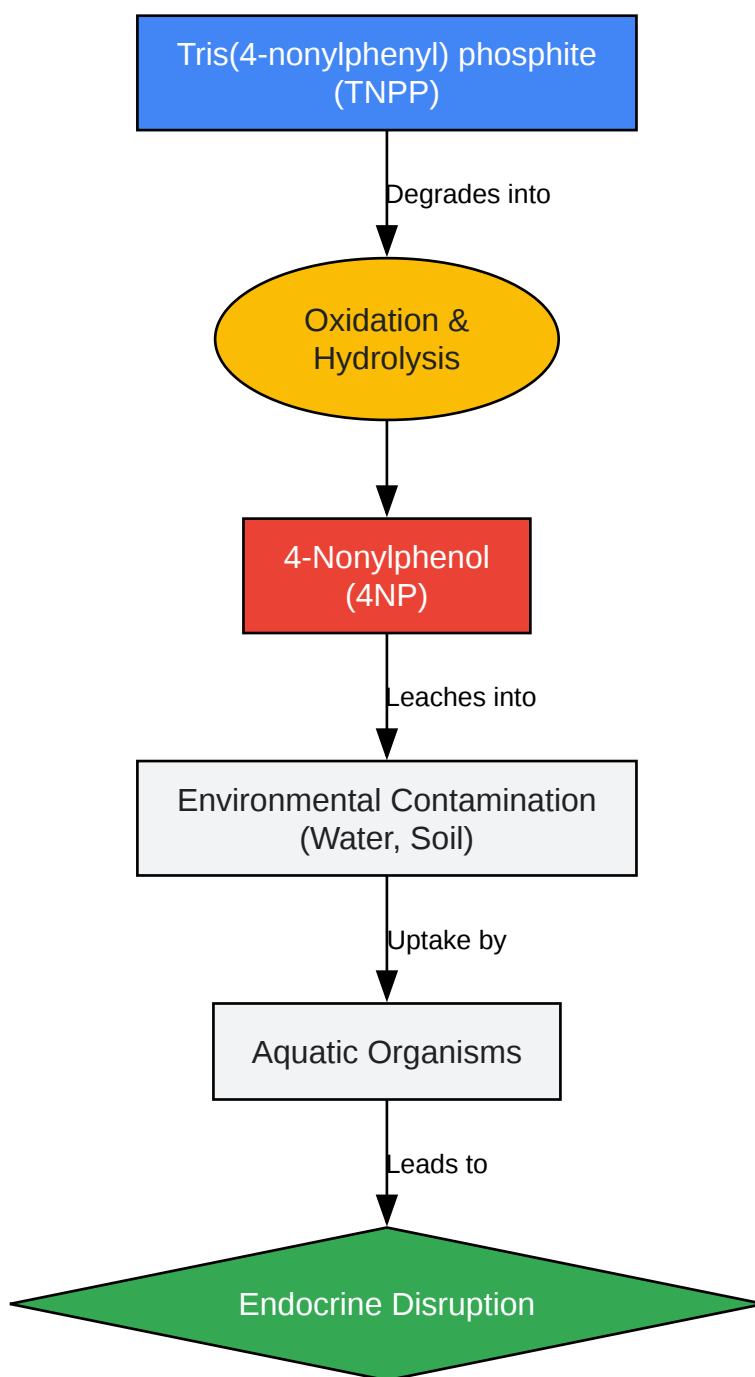 Tris(4-nonylphenyl) phosphite
(TNPP)
Degrades into
Oxidation &
Hydrolysis
4-Nonylphenol
(4NP)
Leaches into
Environmental Contamination
(Water, Soil)
Uptake by
Aquatic Organisms
Leads to
Endocrine Disruption